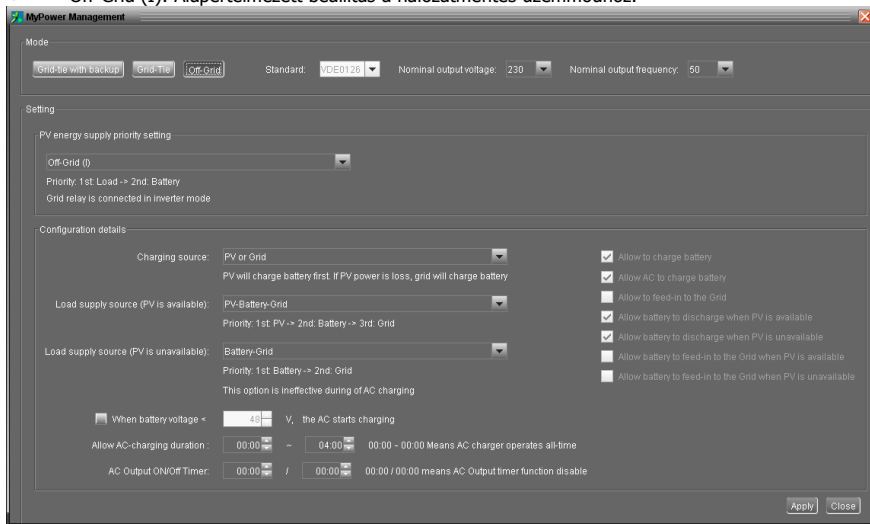 Off-Grid (I): Alapértelmezett beállítás a hálózatmentes üzemmódhoz.
MyPower Management
Mode
Grid-tie with backup Grid-Tie Off-Grid Standard: VDE0126 Nominal output voltage: 230 Nominal output frequency: 50
Setting
PV energy supply priority setting
Off-Grid (I)
Priority: 1st: Load -> 2nd: Battery
Grid relay is connected in inverter mode
Configuration details
Charging source: PV or Grid
PV will charge battery first. If PV power is loss, grid will charge battery
Load supply source (PV is available): PV-Battery-Grid
Priority: 1st: PV-> 2nd: Battery-> 3rd: Grid
Load supply source (PV is unavailable): Battery-Grid
Priority: 1st: Battery-> 2nd: Grid
This option is ineffective during of AC charging
Allow to charge battery
Allow AC to charge battery
Allow to feed-in to the Grid
Allow battery to discharge when PV is available
Allow battery to discharge when PV is unavailable
Allow battery to feed-in to the Grid when PV is available
Allow battery to feed-in to the Grid when PV is unavailable
When battery voltage < 48 V, the AC starts charging
Allow AC-charging duration : 00:00 ~ 04:00 00:00 - 00:00 Means AC charger operates all-time
AC Output ON/Off Timer: 00:00 / 00:00 00:00 / 00:00 means AC Output timer function disable
Apply Close